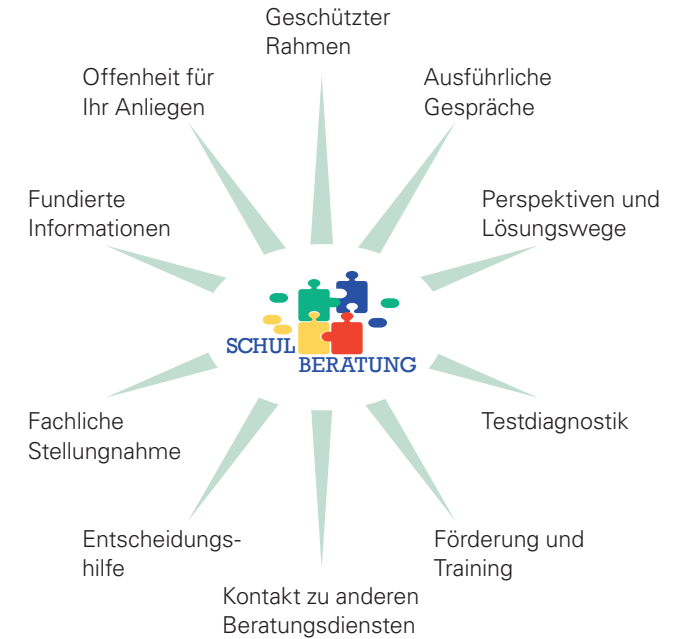 Geschützter
Rahmen
Offenheit für
Ihr Anliegen
Ausführliche
Gespräche
Fundierte
Informationen
Perspektiven und
Lösungswege
SCHUL
BERATUNG
Fachliche
Stellungnahme
Testdiagnostik
Entscheidungs-
hilfe
Förderung und
Training
Kontakt zu anderen
Beratungsdiensten